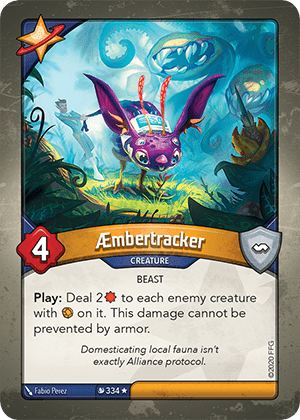 4
Æmbertracker
CREATURE
BEAST
Play: Deal 2 to each enemy creature
with on it. This damage cannot be
prevented by armor.
Domesticating local fauna isn't
exactly Alliance protocol.
Fabio Perez
334
©2020 FFG